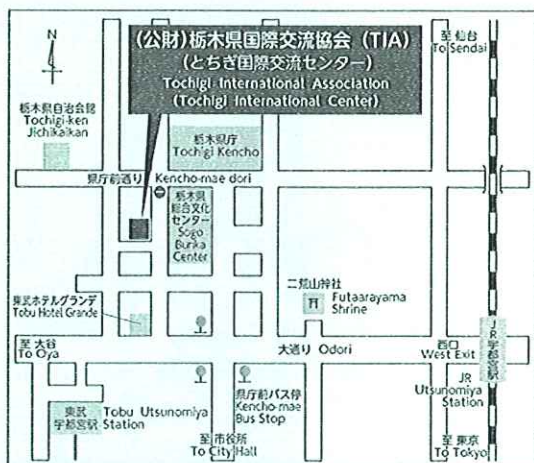 (公財)栃木県国際交流協会 (TIA)
(とちぎ国際交流センター)
Tochigi International Association
(Tochigi International Center)
N
至 仙台
To Sendai
栃木県自治会館
Tochigi-ken
Jichikaikan
栃木県庁
Tochigi Kencho
県庁前通り Kencho-mae dori
栃木県
総合文化
センター
Sogo
Bunka
Center
二荒山神社
Futaarayama
Shrine
東武ホテルグランデ
Tobu Hotel Grande
至 大谷
To Oya
大通り Odori
西口
West Exit
JR宇都宮駅
JR
Utsunomiya
Station
東武
宇都宮駅
Tobu Utsunomiya
Station
県庁前バス停
Kencho-mae
Bus Stop
至 市役所
To City Hall
至 東京
To Tokyo